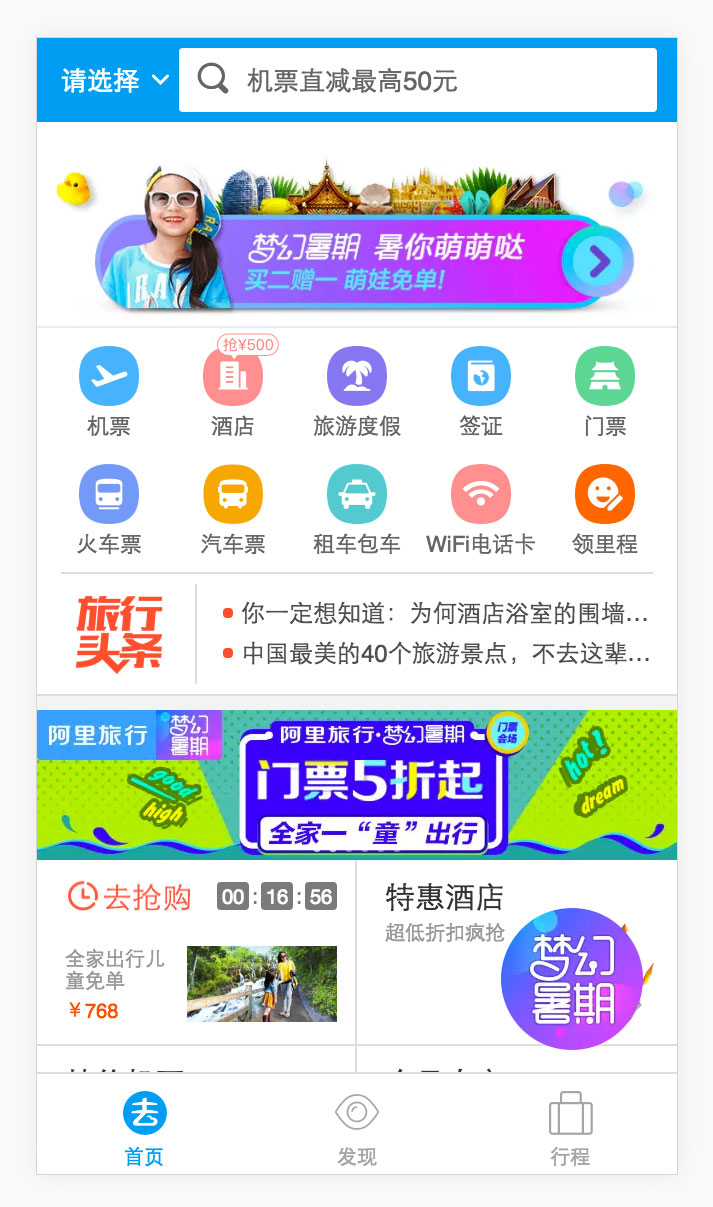 请选择
机票直减最高50元
梦幻暑期 暑你萌萌哒
买二赠一 萌娃免单!
抢¥500
机票
酒店
旅游度假
签证
门票
火车票
汽车票
租车包车
WiFi电话卡
领里程
旅行
头条
你一定想知道：为何酒店浴室的围墙...
中国最美的40个旅游景点，不去这辈...
阿里旅行
梦幻
暑期
阿里旅行·梦幻暑期
门票
会场
门票5折起
全家一“童”出行
good
high
hot!
dream
去抢购
00:16:56
全家出行儿
童免单
￥768
特惠酒店
超低折扣疯抢
梦幻
暑期
去
首页
发现
行程